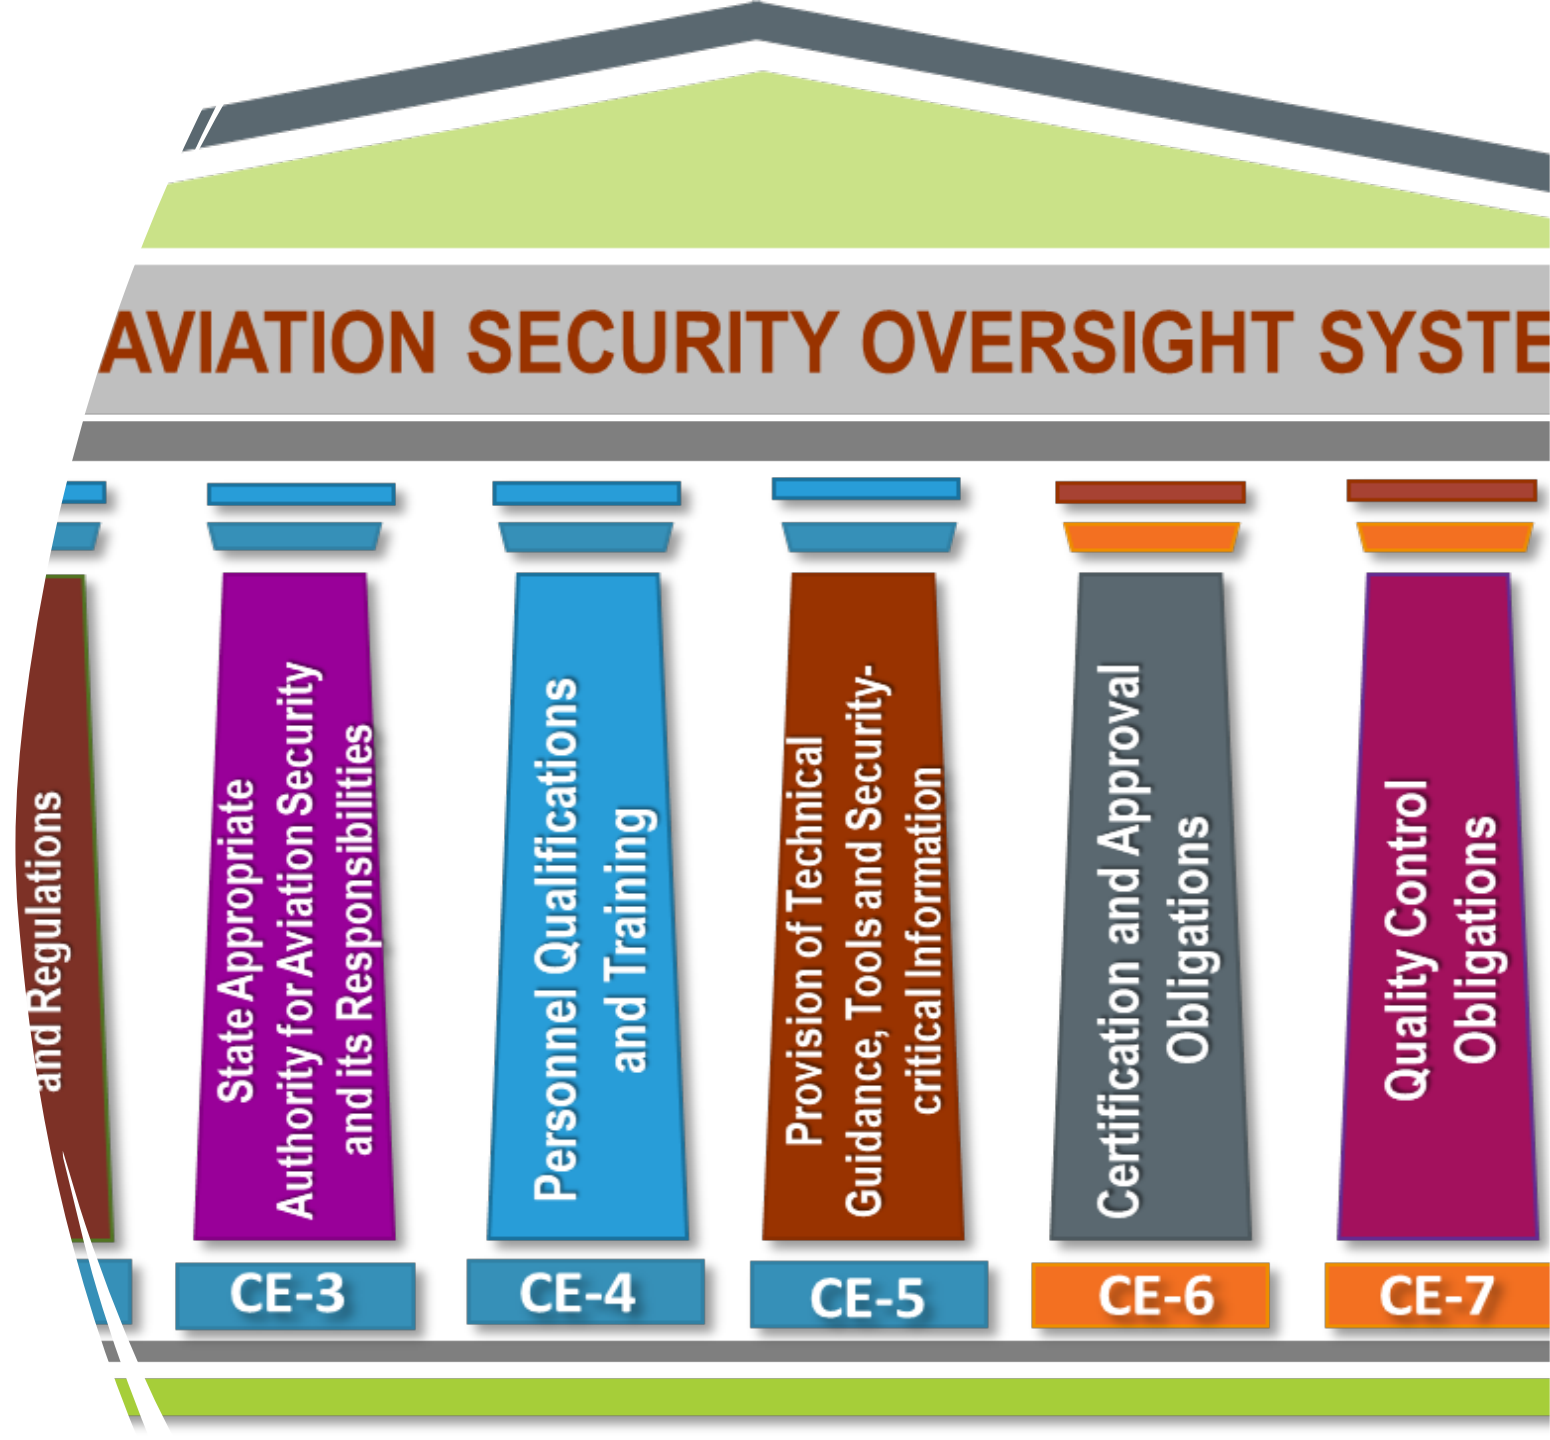 AVIATION SECURITY OVERSIGHT SYSTE
and Regulations
State Appropriate
Authority for Aviation Security
and its Responsibilities
Personnel Qualifications
and Training
Provision of Technical
Guidance, Tools and Security-
critical Information
Certification and Approval
Obligations
Quality Control
Obligations
CE-3
CE-4
CE-5
CE-6
CE-7